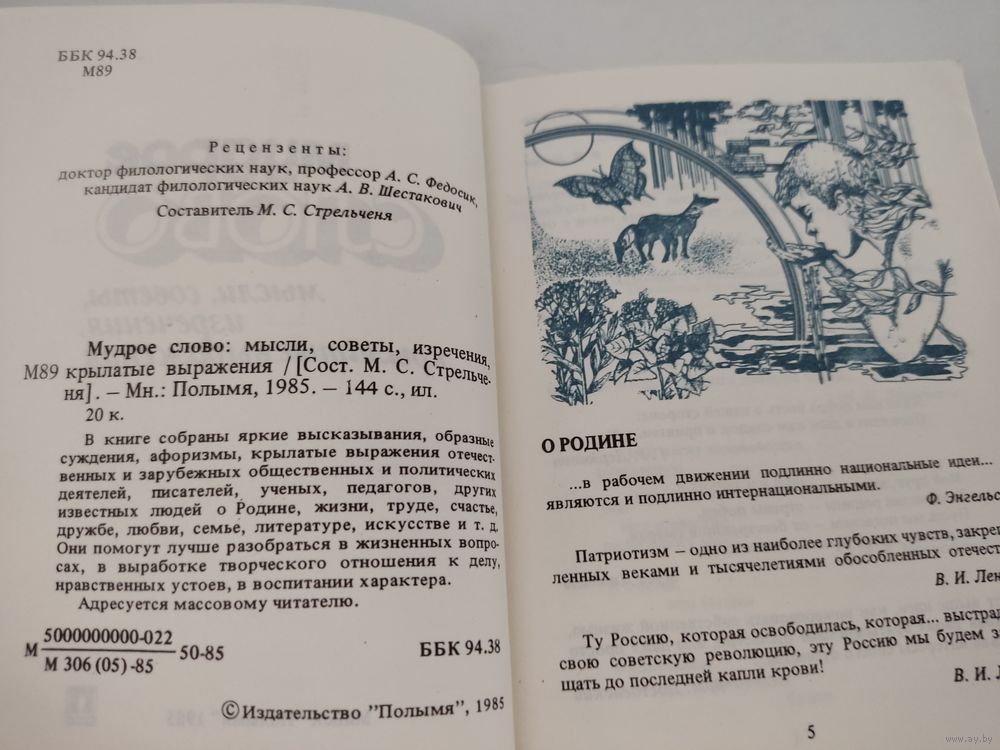 ББК 94.38
М89
Рецензенты:
доктор филологических наук, профессор А. С. Федосик,
кандидат филологических наук А. В. Шестакович
Составитель М. С. Стрельченя
Мудрое слово: мысли, советы, изречения,
М89 крылатые выражения / [Сост. М. С. Стрельче-
ня]. – Мн.: Полымя, 1985. – 144 с., ил.
20 к.
В книге собраны яркие высказывания, образные
суждения, афоризмы, крылатые выражения отечест-
венных и зарубежных общественных и политических
деятелей, писателей, ученых, педагогов, других
известных людей о Родине, жизни, труде, счастье,
дружбе, любви, семье, литературе, искусстве и т. д.
Они помогут лучше разобраться в жизненных вопро-
сах, в выработке творческого отношения к делу,
нравственных устоев, в воспитании характера.
Адресуется массовому читателю.
М 5000000000-022 50-85
М 306 (05) -85
ББК 94.38
© Издательство "Полымя", 1985
О РОДИНЕ
...в рабочем движении подлинно национальные идеи...
являются и подлинно интернациональными.
Ф. Энгельс
Патриотизм – одно из наиболее глубоких чувств, закреп
ленных веками и тысячелетиями обособленных отечест
В. И. Лен
Ту Россию, которая освободилась, которая... выстрад
свою советскую революцию, эту Россию мы будем за
щать до последней капли крови!
В. И. Л
5
www.ay.by